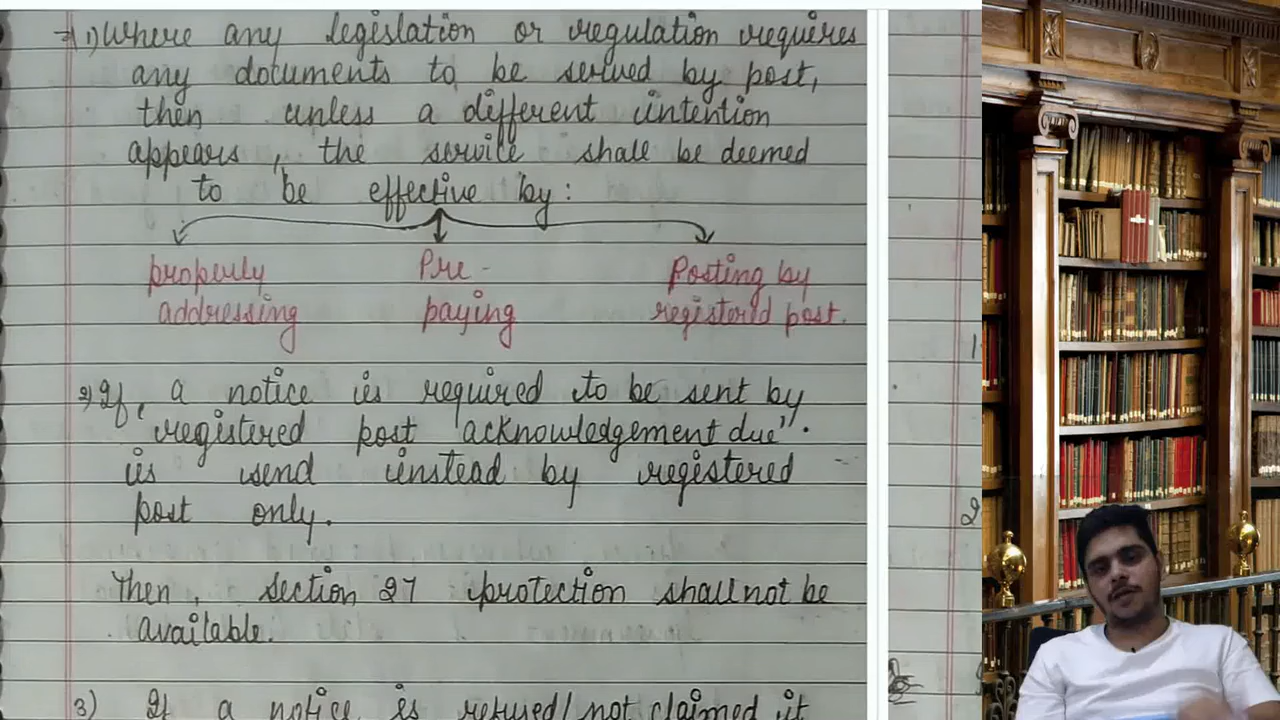 1) Where any legislation or regulation requires
any documents to be served by post,
then unless a different intention
appears, the service shall be deemed
to be effective by:
properly addressing
Pre-paying
Posting by registered post.
2) If, a notice is required to be sent by
registered post "acknowledgement due".
is send instead by registered
post only.
Then, section 27 protection shall not be
available.
3) If a notice is refused/not claimed it
1
2